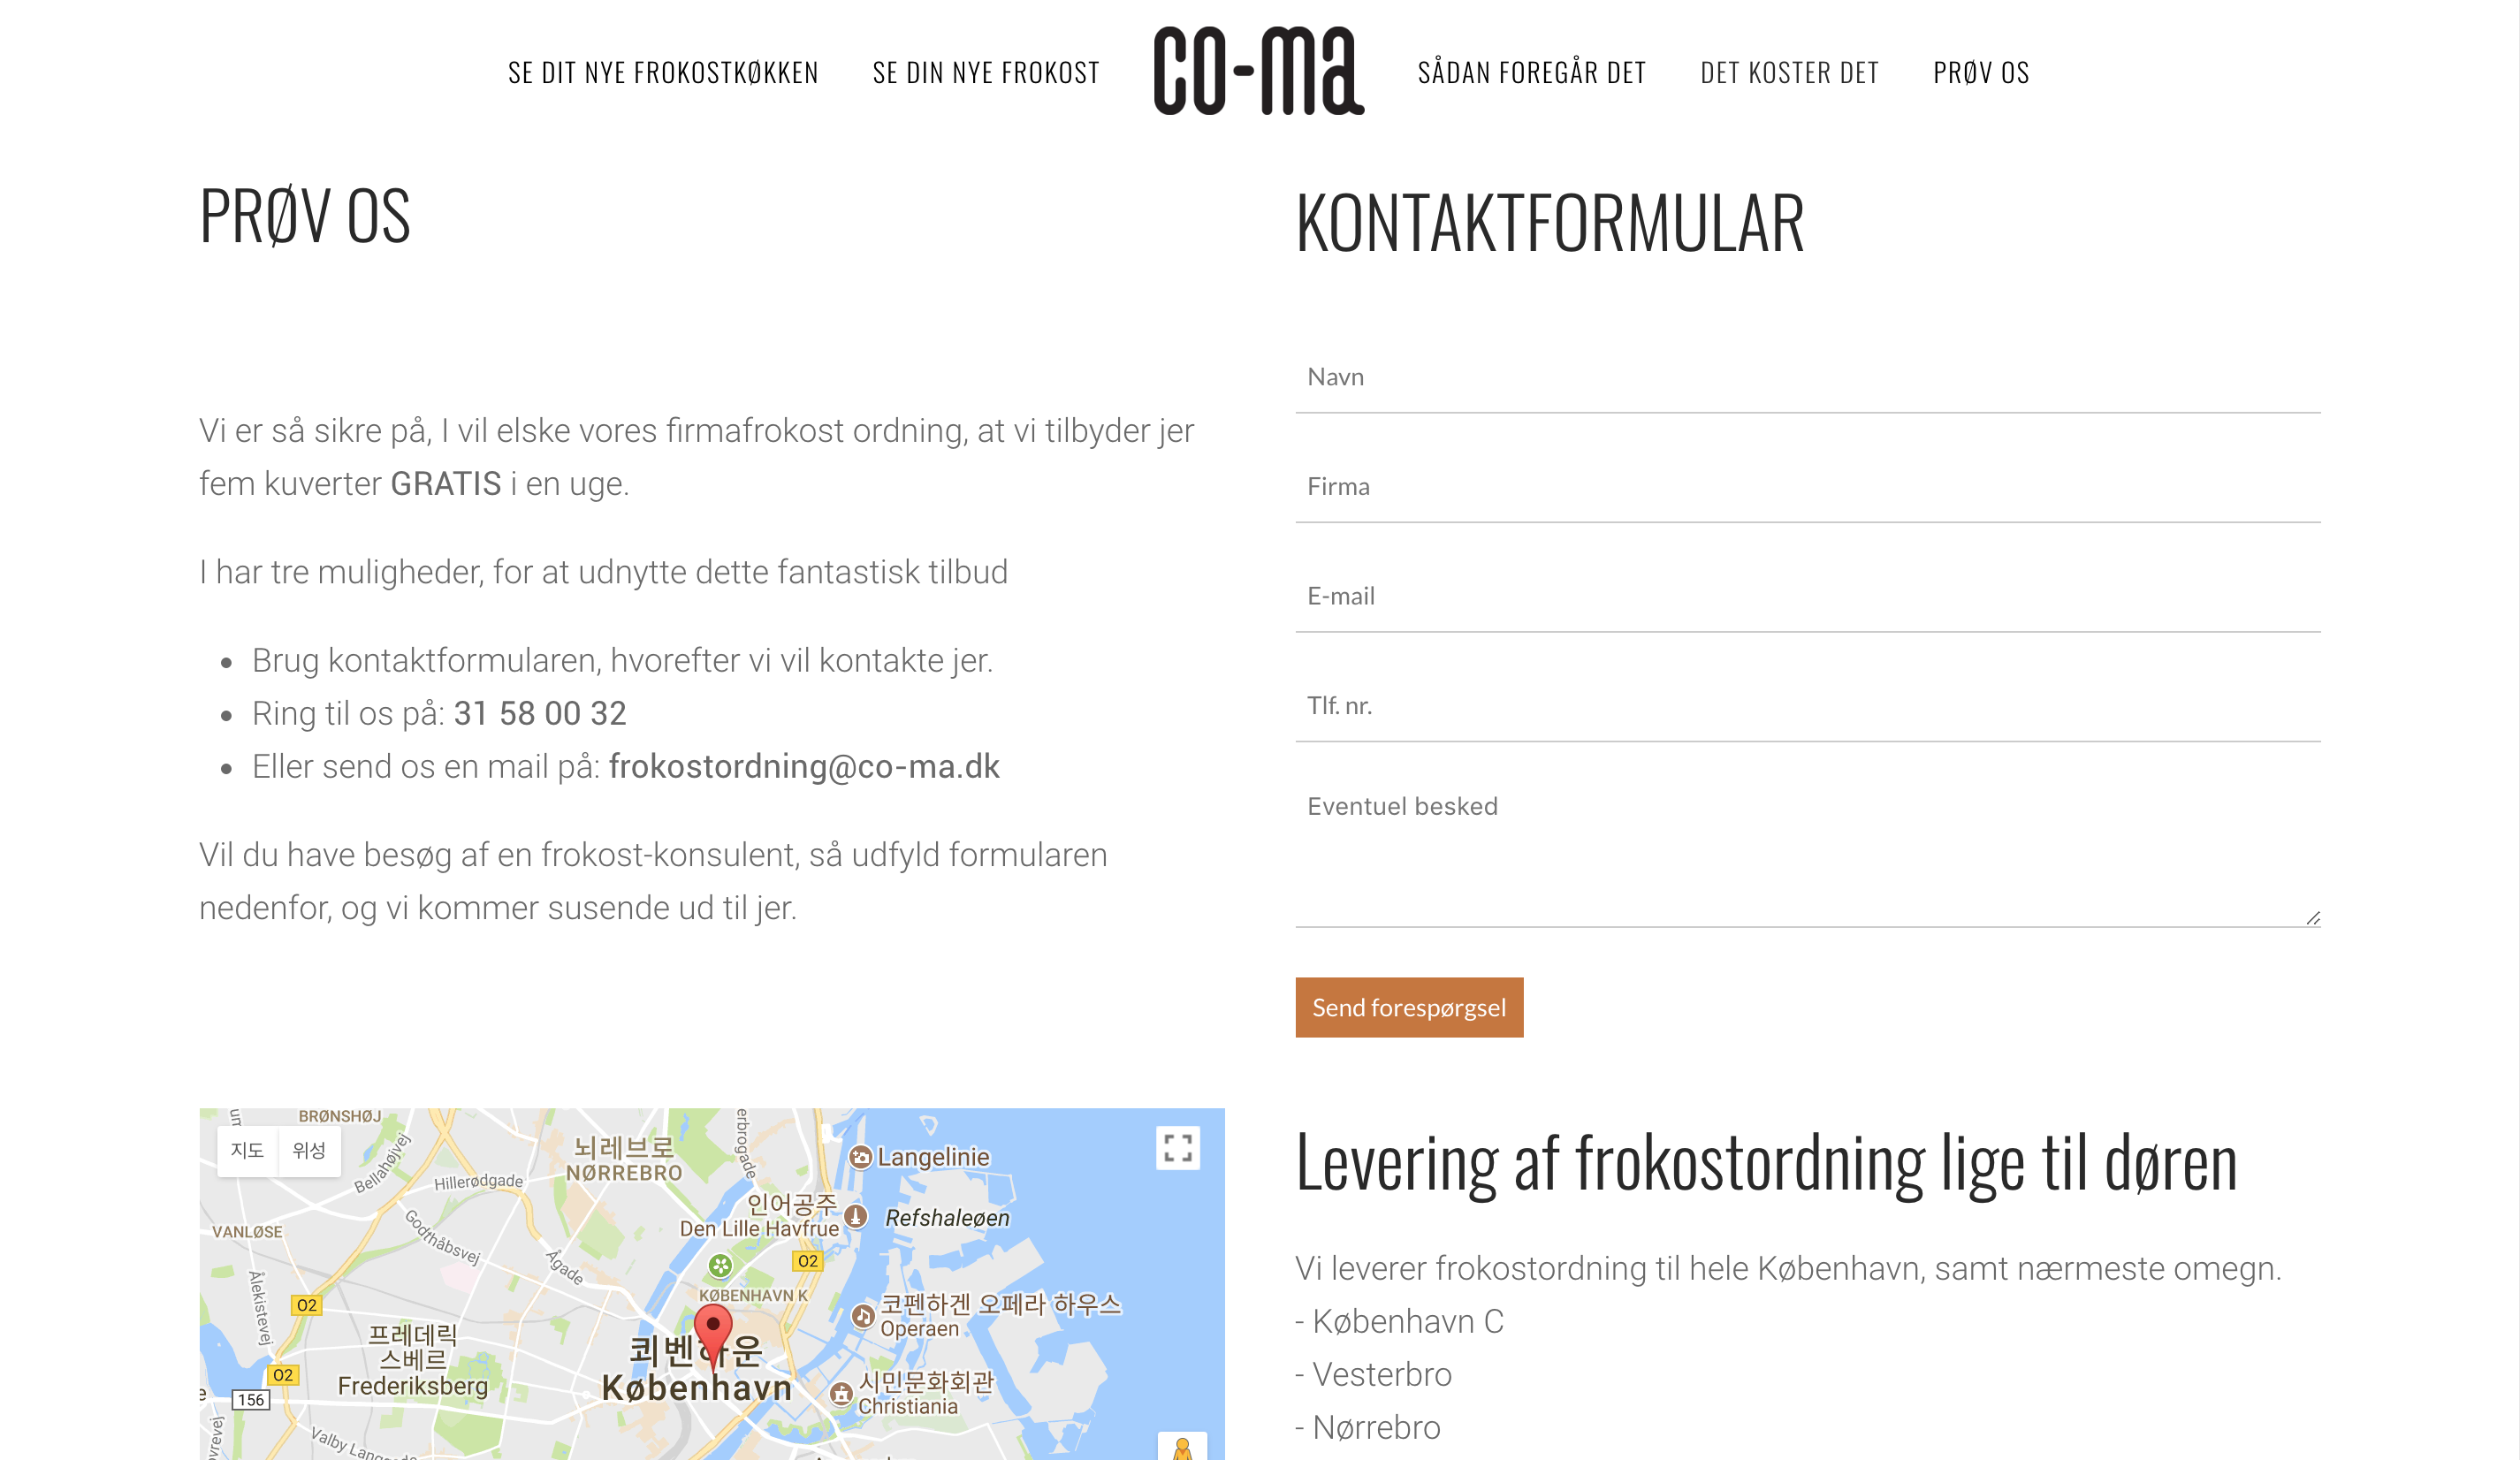 SE DIT NYE FROKOSTKØKKEN
SE DIN NYE FROKOST
co-ma
SÅDAN FOREGÅR DET
DET KOSTER DET
PRØV OS
PRØV OS
Vi er så sikre på, I vil elske vores firmafrokost ordning, at vi tilbyder jer
fem kuverter GRATIS i en uge.
I har tre muligheder, for at udnytte dette fantastisk tilbud
• Brug kontaktformularen, hvorefter vi vil kontakte jer.
• Ring til os på: 31 58 00 32
• Eller send os en mail på: frokostordning@co-ma.dk
Vil du have besøg af en frokost-konsulent, så udfyld formularen
nedenfor, og vi kommer susende ud til jer.
KONTAKTFORMULAR
Navn
Firma
E-mail
Tlf. nr.
Eventuel besked
Send forespørgsel
지도
위성
BRØNSHØJ
Bellahøjvej
Hillerødgade
뇌레브로
NØRREBRO
Langelinie
인어공주
Den Lille Havfrue
Refshaleøen
VANLØSE
Godthåbsvej
Ågade
Ålekistevej
O2
O2
KØBENHAVN K
코펜하겐 오페라 하우스
Operaen
프레데릭
스베르
Frederiksberg
København
O2
156
시민문화회관
Christiania
Levering af frokostordning lige til døren
Vi leverer frokostordning til hele København, samt nærmeste omegn.
- København C
- Vesterbro
- Nørrebro